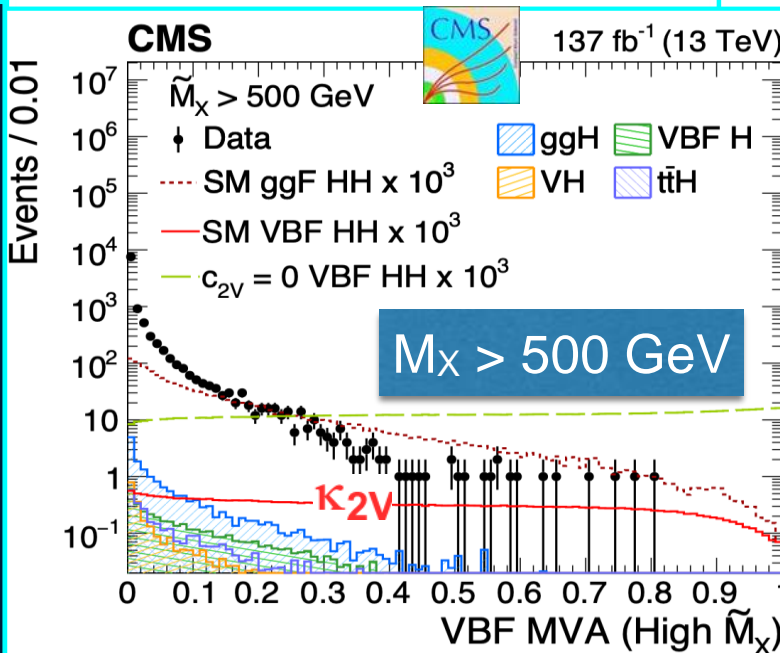 CMS
CMS
137 fb⁻¹ (13 TeV)
Events / 0.01
M̃X > 500 GeV
Data
SM ggF HH x 10³
SM VBF HH x 10³
c2V = 0 VBF HH x 10³
ggH
VBF H
VH
tt̄H
MX > 500 GeV
κ2V
10⁷
10⁶
10⁵
10⁴
10³
10²
10
1
10⁻¹
0 0.1 0.2 0.3 0.4 0.5 0.6 0.7 0.8 0.9 1
VBF MVA (High M̃X)